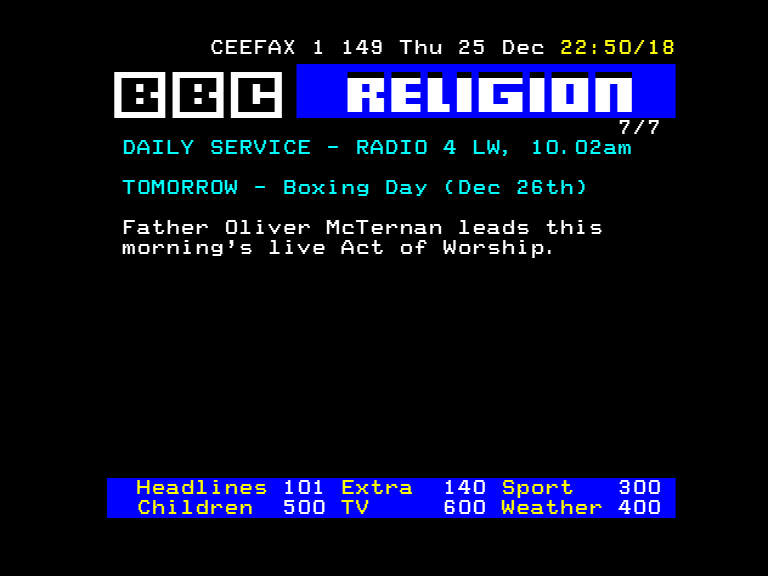 CEEFAX 1 149 Thu 25 Dec 22:50/18
BBC RELIGION
7/7
DAILY SERVICE - RADIO 4 LW, 10.02am
TOMORROW - Boxing Day (Dec 26th)
Father Oliver McTernan leads this
morning's live Act of Worship.
Headlines 101 Extra 140 Sport 300
Children 500 TV 600 Weather 400